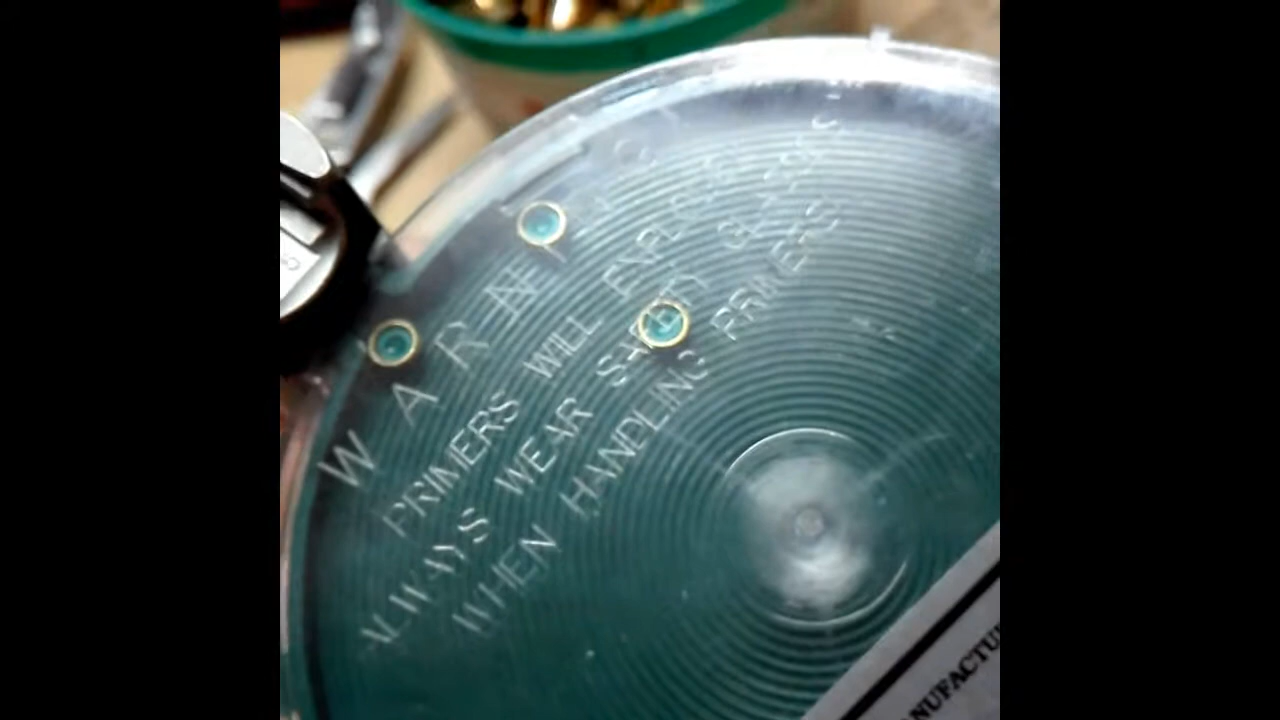 WARNING
PRIMERS WILL EXPLODE
ALWAYS WEAR SAFETY GLASSES
WHEN HANDLING PRIMERS